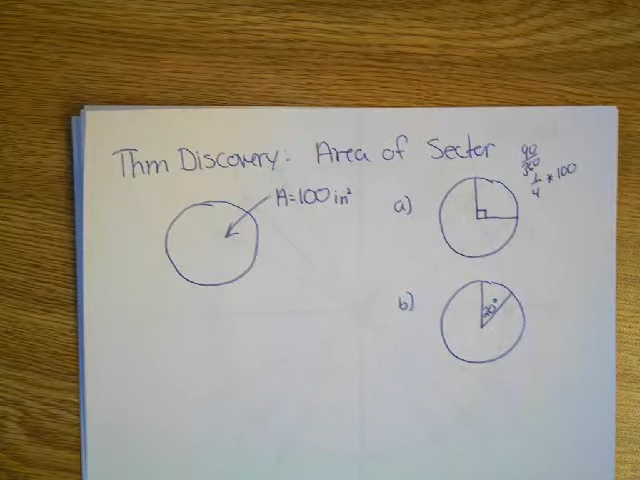 Thm Discovery: Area of Sector
90
360
1
4 * 100
A=100 in²
a)
b)
20°